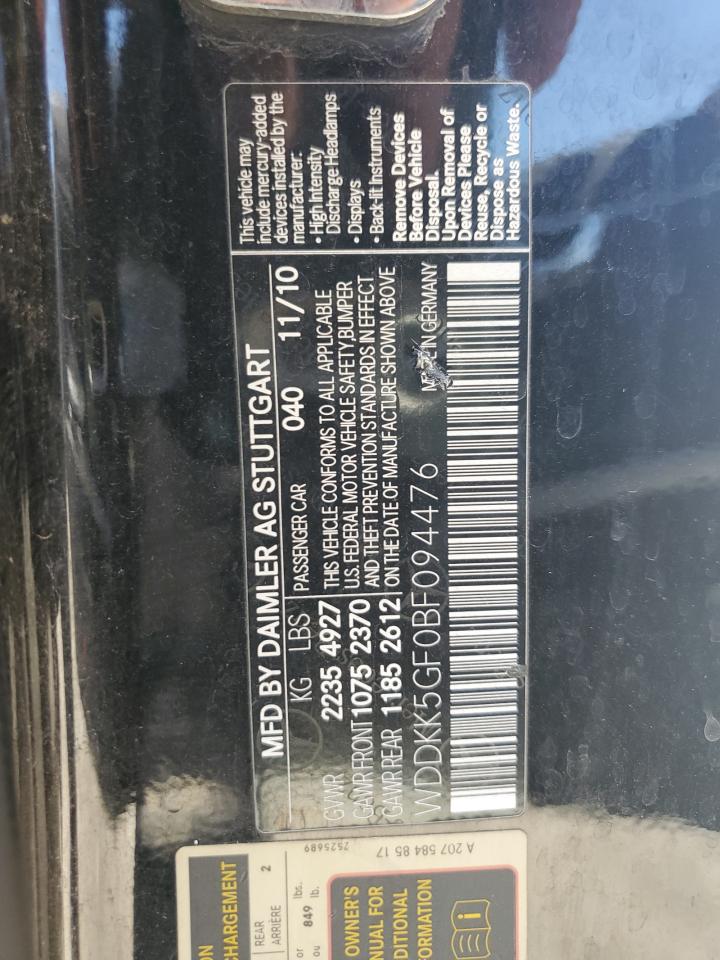 MFD BY DAIMLER AG STUTTGART
KG LBS PASSENGER CAR 040 11/10
GVWR 2235 4927
GAWR FRONT 1075 2370
GAWR REAR 1185 2612
THIS VEHICLE CONFORMS TO ALL APPLICABLE
U.S. FEDERAL MOTOR VEHICLE SAFETY,BUMPER
AND THEFT PREVENTION STANDARDS IN EFFECT
ON THE DATE OF MANUFACTURE SHOWN ABOVE
WDDKK5GF0BF094476
IN GERMANY
This vehicle may
include mercury-added
devices installed by the
manufacturer:
• High Intensity
Discharge Headlamps
• Displays
• Back-lit Instruments
Remove Devices
Before Vehicle
Disposal.
Upon Removal of
Devices Please
Reuse, Recycle or
Dispose as
Hazardous Waste.
CHARGEMENT
REAR
ARRIÈRE
2
or
ou
849
lbs.
lb.
OWNER'S
FOR
A 207 584 85 17
2525689